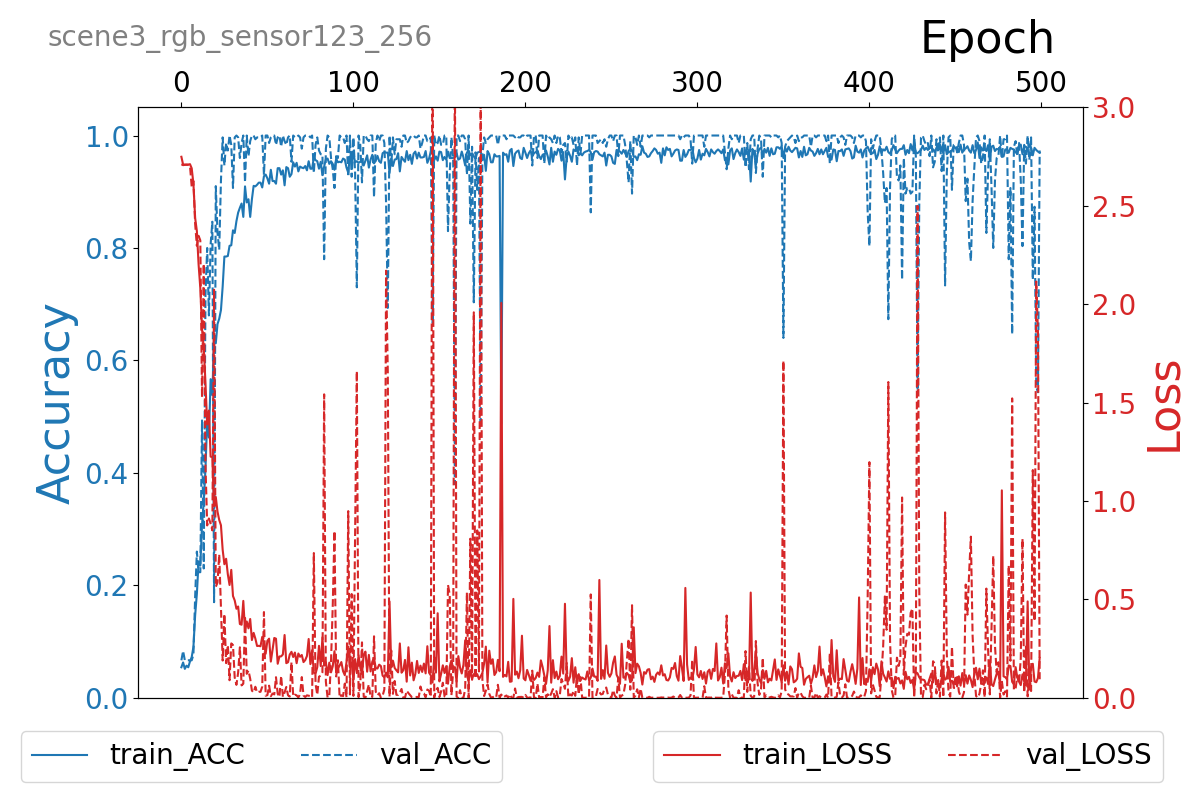 scene3_rgb_sensor123_256
Epoch
0 100 200 300 400 500
1.0
0.8
0.6
0.4
0.2
0.0
Accuracy
3.0
2.5
2.0
1.5
1.0
0.5
0.0
Loss
train_ACC val_ACC
train_LOSS val_LOSS